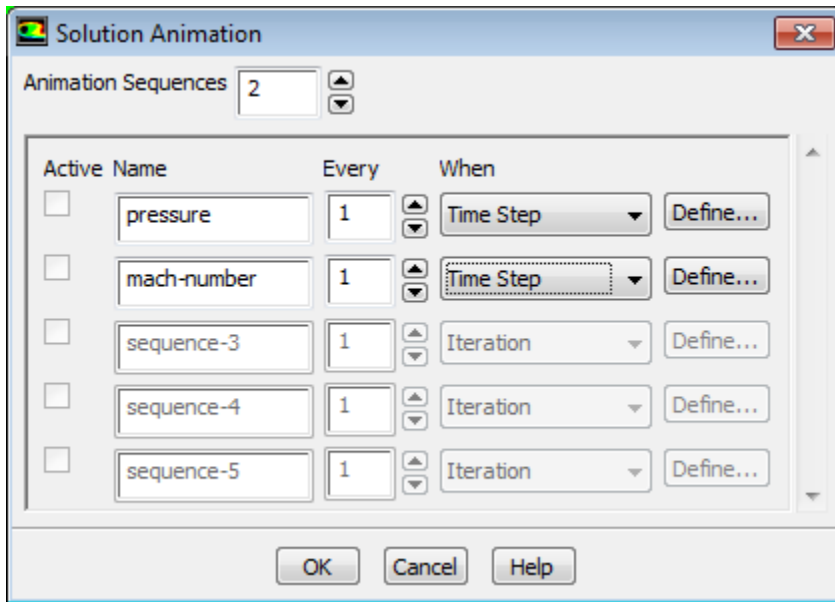 Solution Animation
Animation Sequences 2
Active Name Every When
pressure 1 Time Step Define...
mach-number 1 Time Step Define...
sequence-3 1 Iteration Define...
sequence-4 1 Iteration Define...
sequence-5 1 Iteration Define...
OK Cancel Help